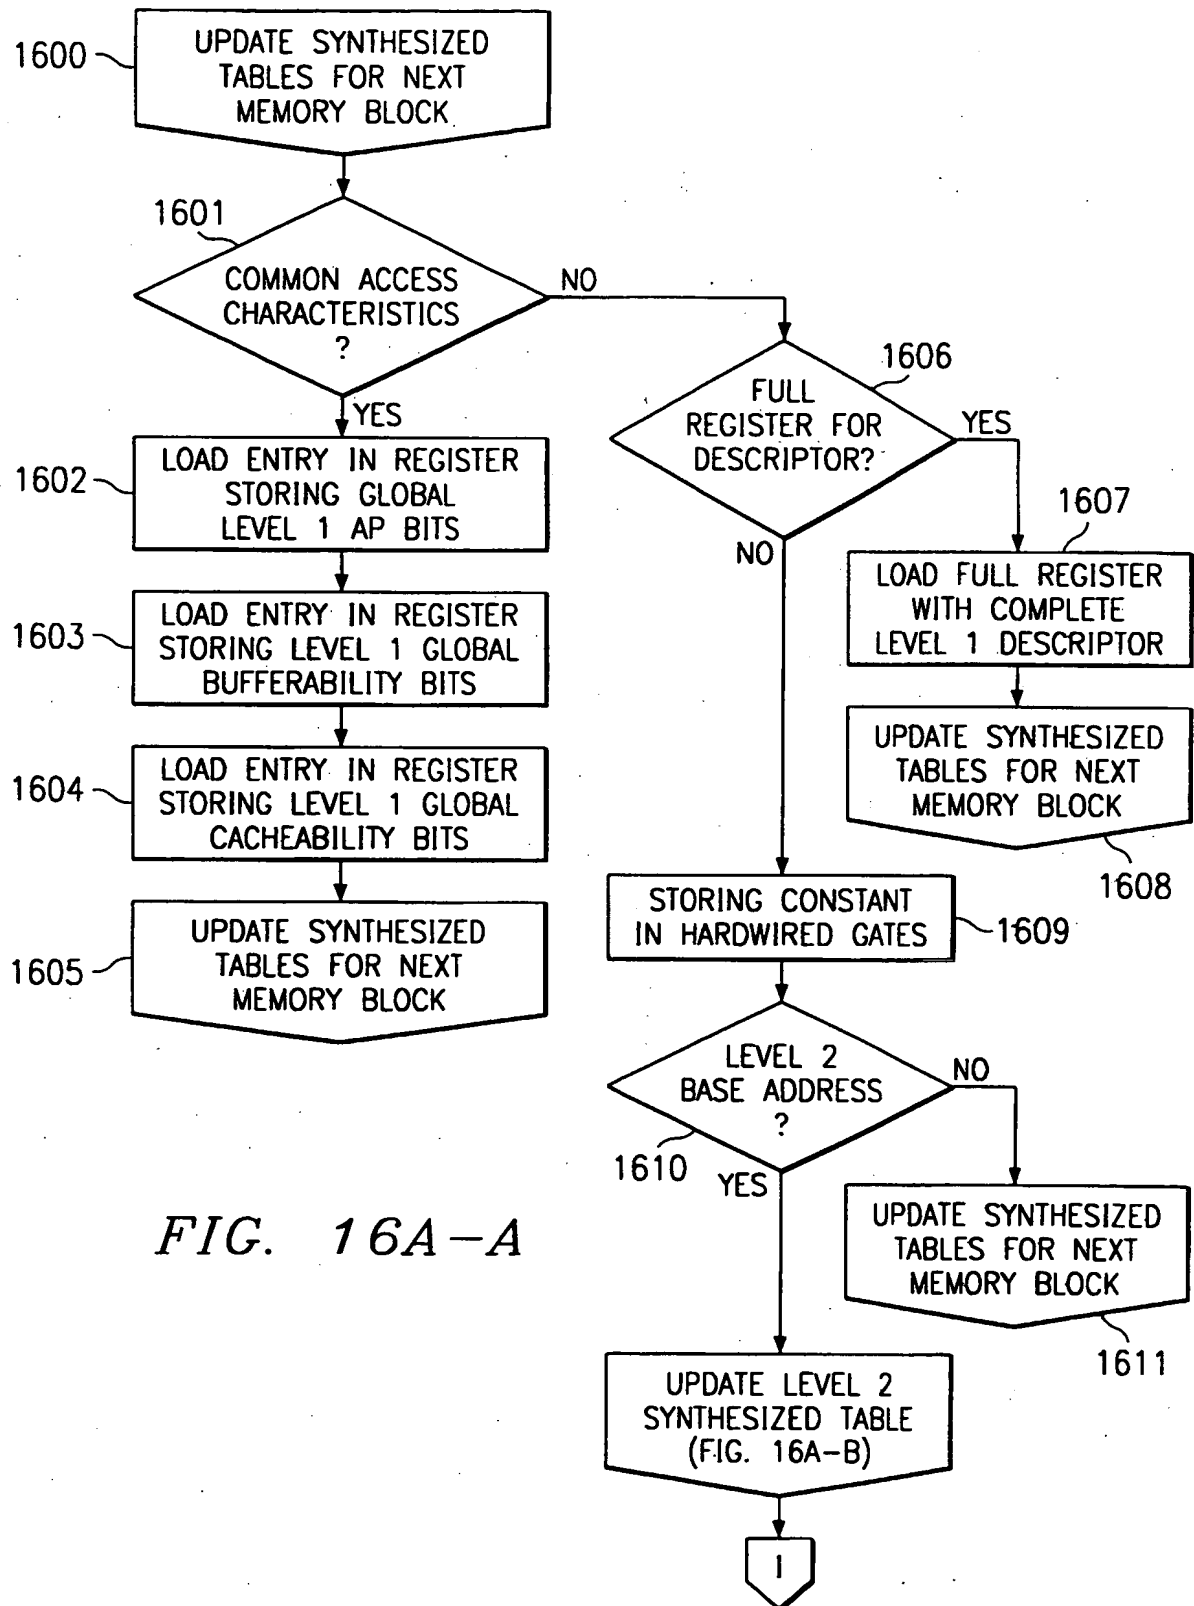 1600
UPDATE SYNTHESIZED
TABLES FOR NEXT
MEMORY BLOCK
1601
COMMON ACCESS
CHARACTERISTICS
?
NO
YES
1602
LOAD ENTRY IN REGISTER
STORING GLOBAL
LEVEL 1 AP BITS
1603
LOAD ENTRY IN REGISTER
STORING LEVEL 1 GLOBAL
BUFFERABILITY BITS
1604
LOAD ENTRY IN REGISTER
STORING LEVEL 1 GLOBAL
CACHEABILITY BITS
1605
UPDATE SYNTHESIZED
TABLES FOR NEXT
MEMORY BLOCK
1606
FULL
REGISTER FOR
DESCRIPTOR?
YES
NO
1607
LOAD FULL REGISTER
WITH COMPLETE
LEVEL 1 DESCRIPTOR
UPDATE SYNTHESIZED
TABLES FOR NEXT
MEMORY BLOCK
1608
STORING CONSTANT
IN HARDWIRED GATES
1609
LEVEL 2
BASE ADDRESS
?
NO
1610
YES
UPDATE SYNTHESIZED
TABLES FOR NEXT
MEMORY BLOCK
1611
UPDATE LEVEL 2
SYNTHESIZED TABLE
(FIG. 16A-B)
1
FIG. 16A-A